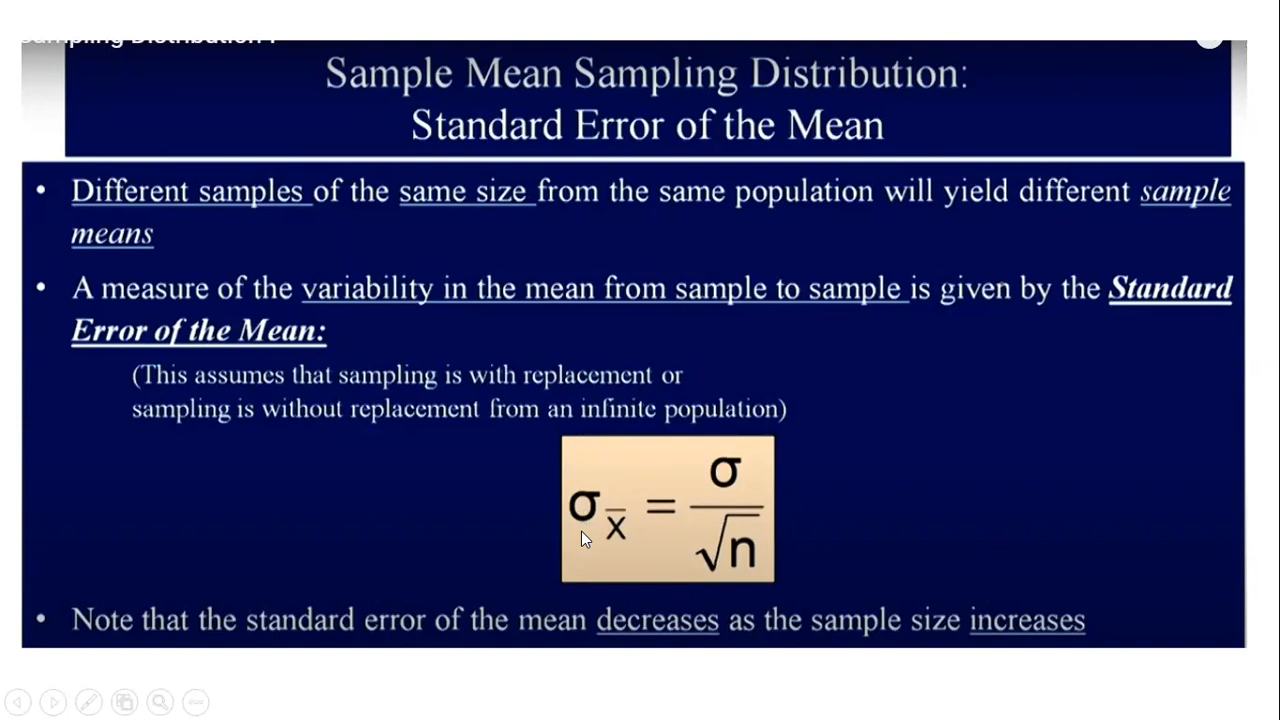 Sampling Distribution :
Sample Mean Sampling Distribution:
Standard Error of the Mean
• Different samples of the same size from the same population will yield different sample
means
• A measure of the variability in the mean from sample to sample is given by the Standard
Error of the Mean:
(This assumes that sampling is with replacement or
sampling is without replacement from an infinite population)
σx̅ = σ/√n
• Note that the standard error of the mean decreases as the sample size increases